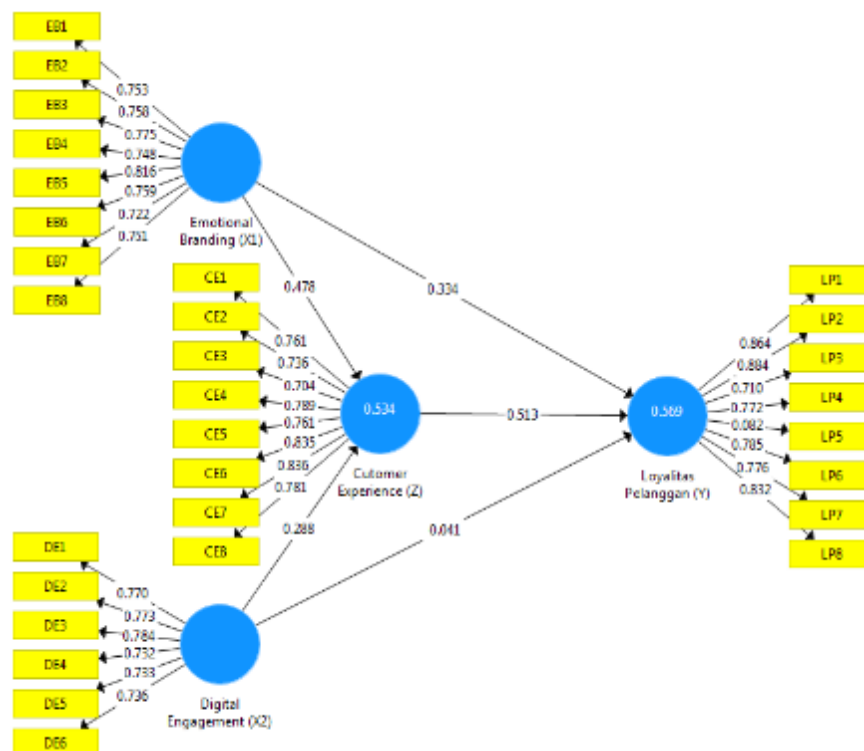 EB1
EB2
EB3
EB4
EB5
EB6
EB7
EB8
0.753
0.758
0.775
0.748
0.816
0.759
0.722
0.751
Emotional
Branding (X1)
0.478
0.334
CE1
CE2
CE3
CE4
CE5
CE6
CE7
CE8
0.761
0.736
0.704
0.789
0.761
0.835
0.836
0.781
0.534
Cutomer
Experience (Z)
0.513
0.288
0.041
0.569
Loyalitas
Pelanggan (Y)
LP1
LP2
LP3
LP4
LP5
LP6
LP7
LP8
0.864
0.884
0.710
0.772
0.082
0.785
0.776
0.832
DE1
DE2
DE3
DE4
DE5
DE6
0.770
0.773
0.784
0.732
0.733
0.736
Digital
Engagement (X2)